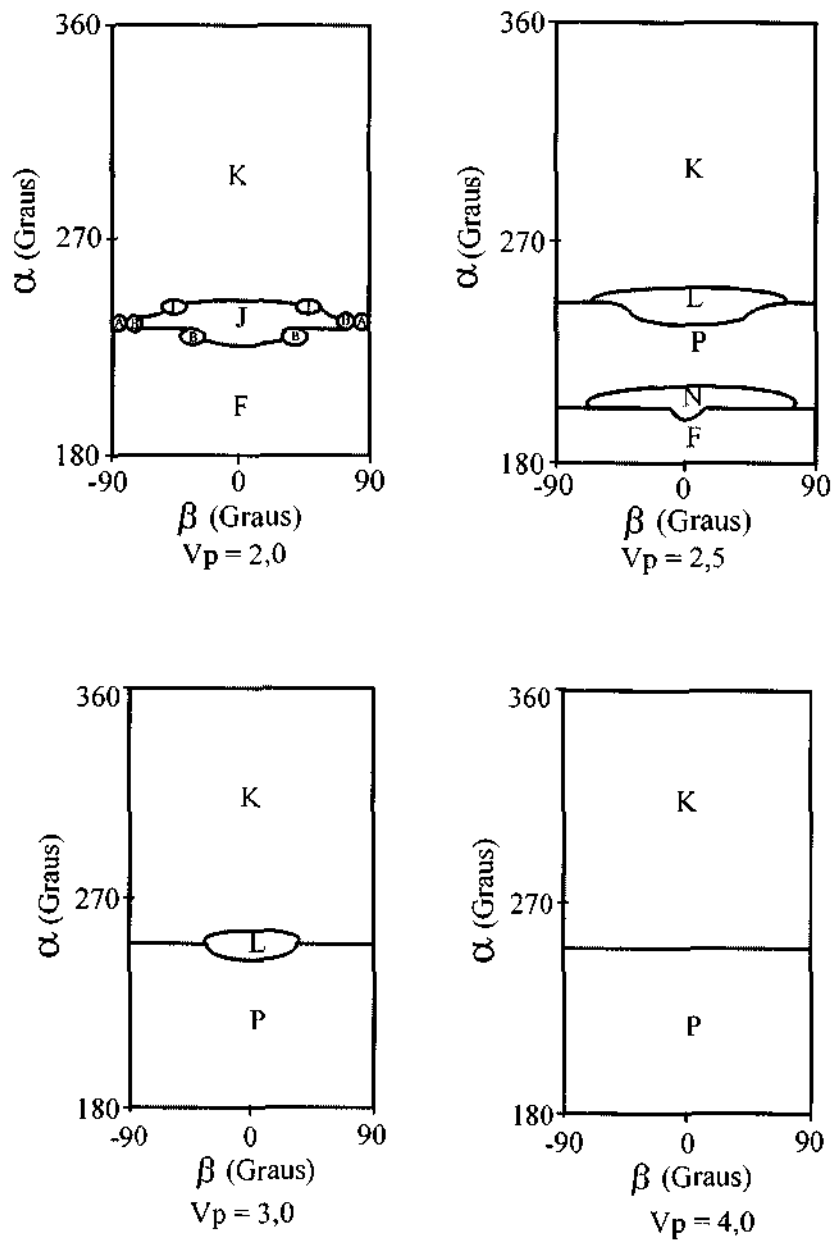 360
α (Graus)
K
270
I I
J
A B B A
B B
F
180
-90 0 90
β (Graus)
Vp = 2,0
360
α (Graus)
K
270
L
P
N
F
180
-90 0 90
β (Graus)
Vp = 2,5
360
α (Graus)
K
270
L
P
180
-90 0 90
β (Graus)
Vp = 3,0
360
α (Graus)
K
270
P
180
-90 0 90
β (Graus)
Vp = 4,0